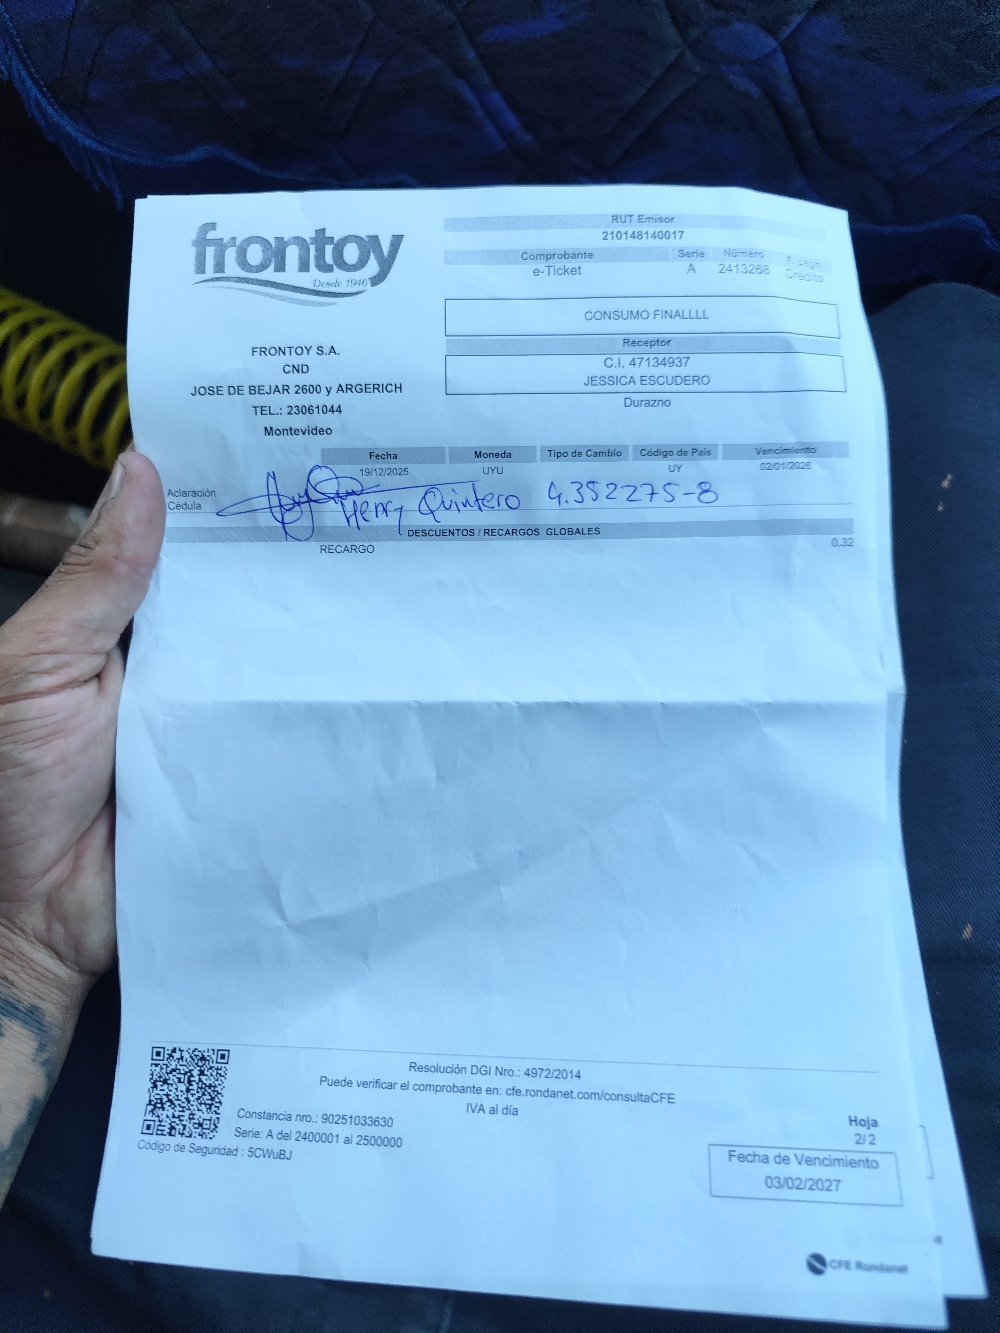 frontoy
Desde 1946
FRONTOY S.A.
CND
JOSE DE BEJAR 2600 y ARGERICH
TEL.: 23061044
Montevideo
RUT Emisor
210148140017
Comprobante Serie Número F. pago
e-Ticket A 2413268 Crédito
CONSUMO FINALLLL
Receptor
C.I. 47134937
JESSICA ESCUDERO
Durazno
Fecha Moneda Tipo de Cambio Código de País Vencimiento
19/12/2025 UYU UY 02/01/2026
Aclaración
Cédula
Henry Quintero 4.352275-8
DESCUENTOS / RECARGOS GLOBALES
RECARGO 0,32
Resolución DGI Nro.: 4972/2014
Puede verificar el comprobante en: cfe.rondanet.com/consultaCFE
IVA al día
Constancia nro.: 90251033630
Serie: A del 2400001 al 2500000
Código de Seguridad : 5CWuBJ
Hoja
2/2
Fecha de Vencimiento
03/02/2027
CFE Rondanet